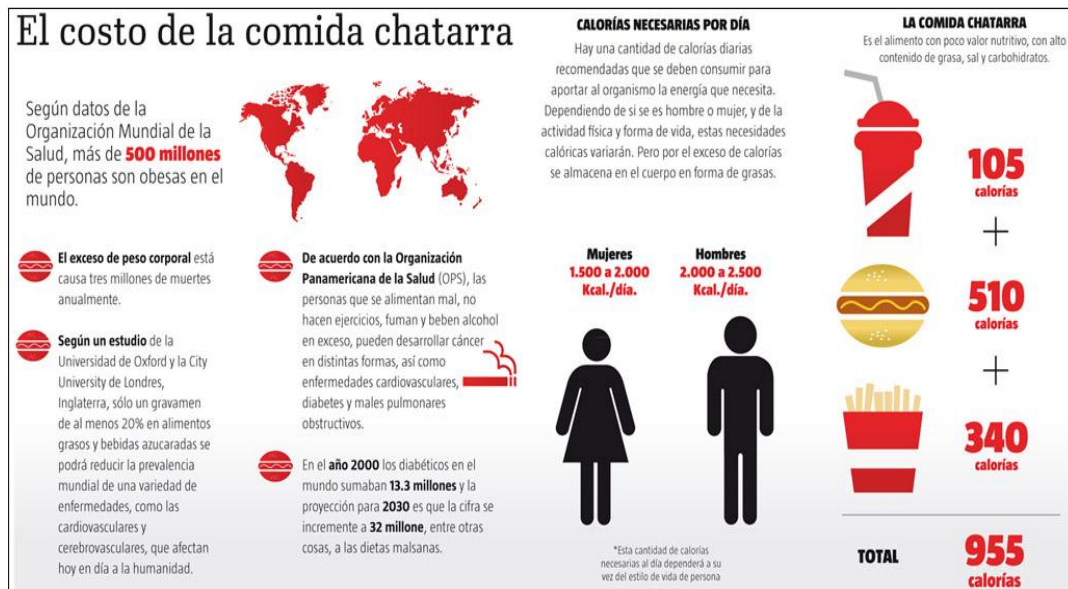 El costo de la comida chatarra
Según datos de la
Organización Mundial de la
Salud, más de 500 millones
de personas son obesas en el
mundo.
El exceso de peso corporal está
causa tres millones de muertes
anualmente.
Según un estudio de la
Universidad de Oxford y la City
University de Londres,
Inglaterra, sólo un gravamen
de al menos 20% en alimentos
grasos y bebidas azucaradas se
podrá reducir la prevalencia
mundial de una variedad de
enfermedades, como las
cardiovasculares y
cerebrovasculares, que afectan
hoy en día a la humanidad.
De acuerdo con la Organización
Panamericana de la Salud (OPS), las
personas que se alimentan mal, no
hacen ejercicios, fuman y beben alcohol
en exceso, pueden desarrollar cáncer
en distintas formas, así como
enfermedades cardiovasculares,
diabetes y males pulmonares
obstructivos.
En el año 2000 los diabéticos en el
mundo sumaban 13.3 millones y la
proyección para 2030 es que la cifra se
incremente a 32 millone, entre otras
cosas, a las dietas malsanas.
CALORÍAS NECESARIAS POR DÍA
Hay una cantidad de calorías diarias
recomendadas que se deben consumir para
aportar al organismo la energía que necesita.
Dependiendo de si se es hombre o mujer, y de la
actividad física y forma de vida, estas necesidades
calóricas variarán. Pero por el exceso de calorías
se almacena en el cuerpo en forma de grasas.
Mujeres
1.500 a 2.000
Kcal./día.
Hombres
2.000 a 2.500
Kcal./día.
*Esta cantidad de calorías
necesarias al día dependerá a su
vez del estilo de vida de persona
LA COMIDA CHATARRA
Es el alimento con poco valor nutritivo, con alto
contenido de grasa, sal y carbohidratos.
105
calorías
+
510
calorías
+
340
calorías
TOTAL 955
calorías